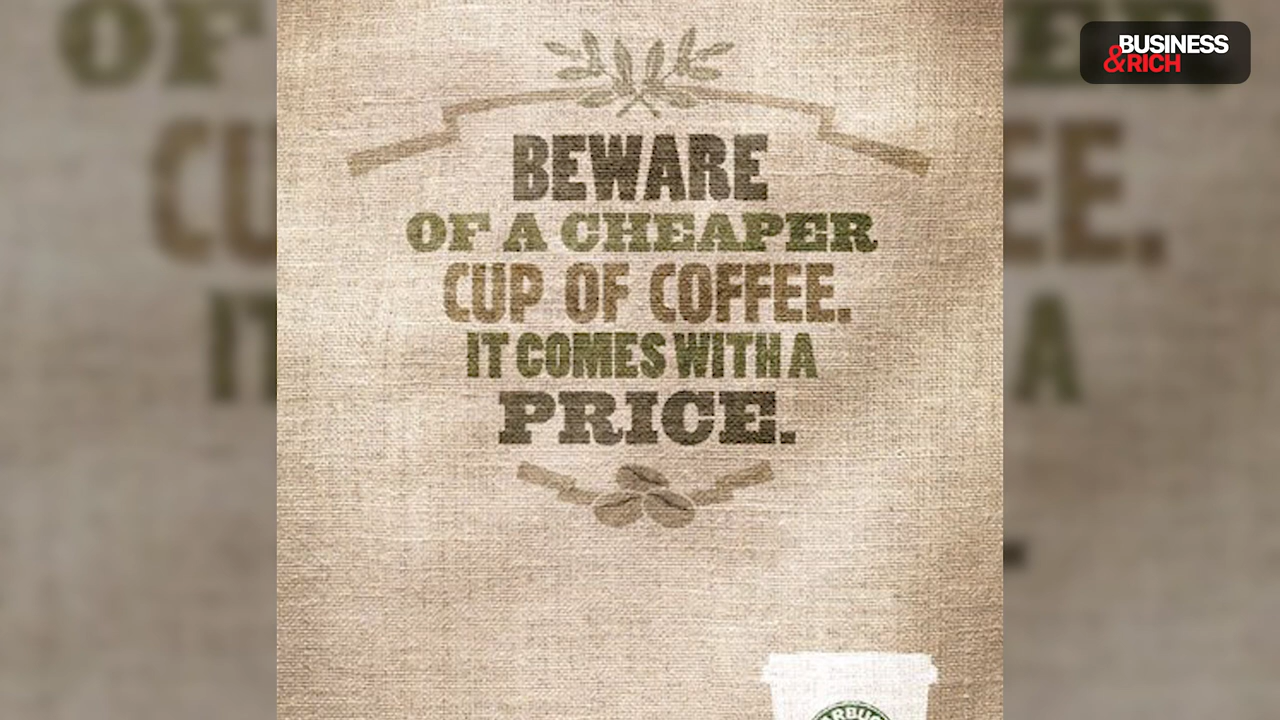 BUSINESS
&RICH
BEWARE
OF A CHEAPER
CUP OF COFFEE.
IT COMES WITH A
PRICE.